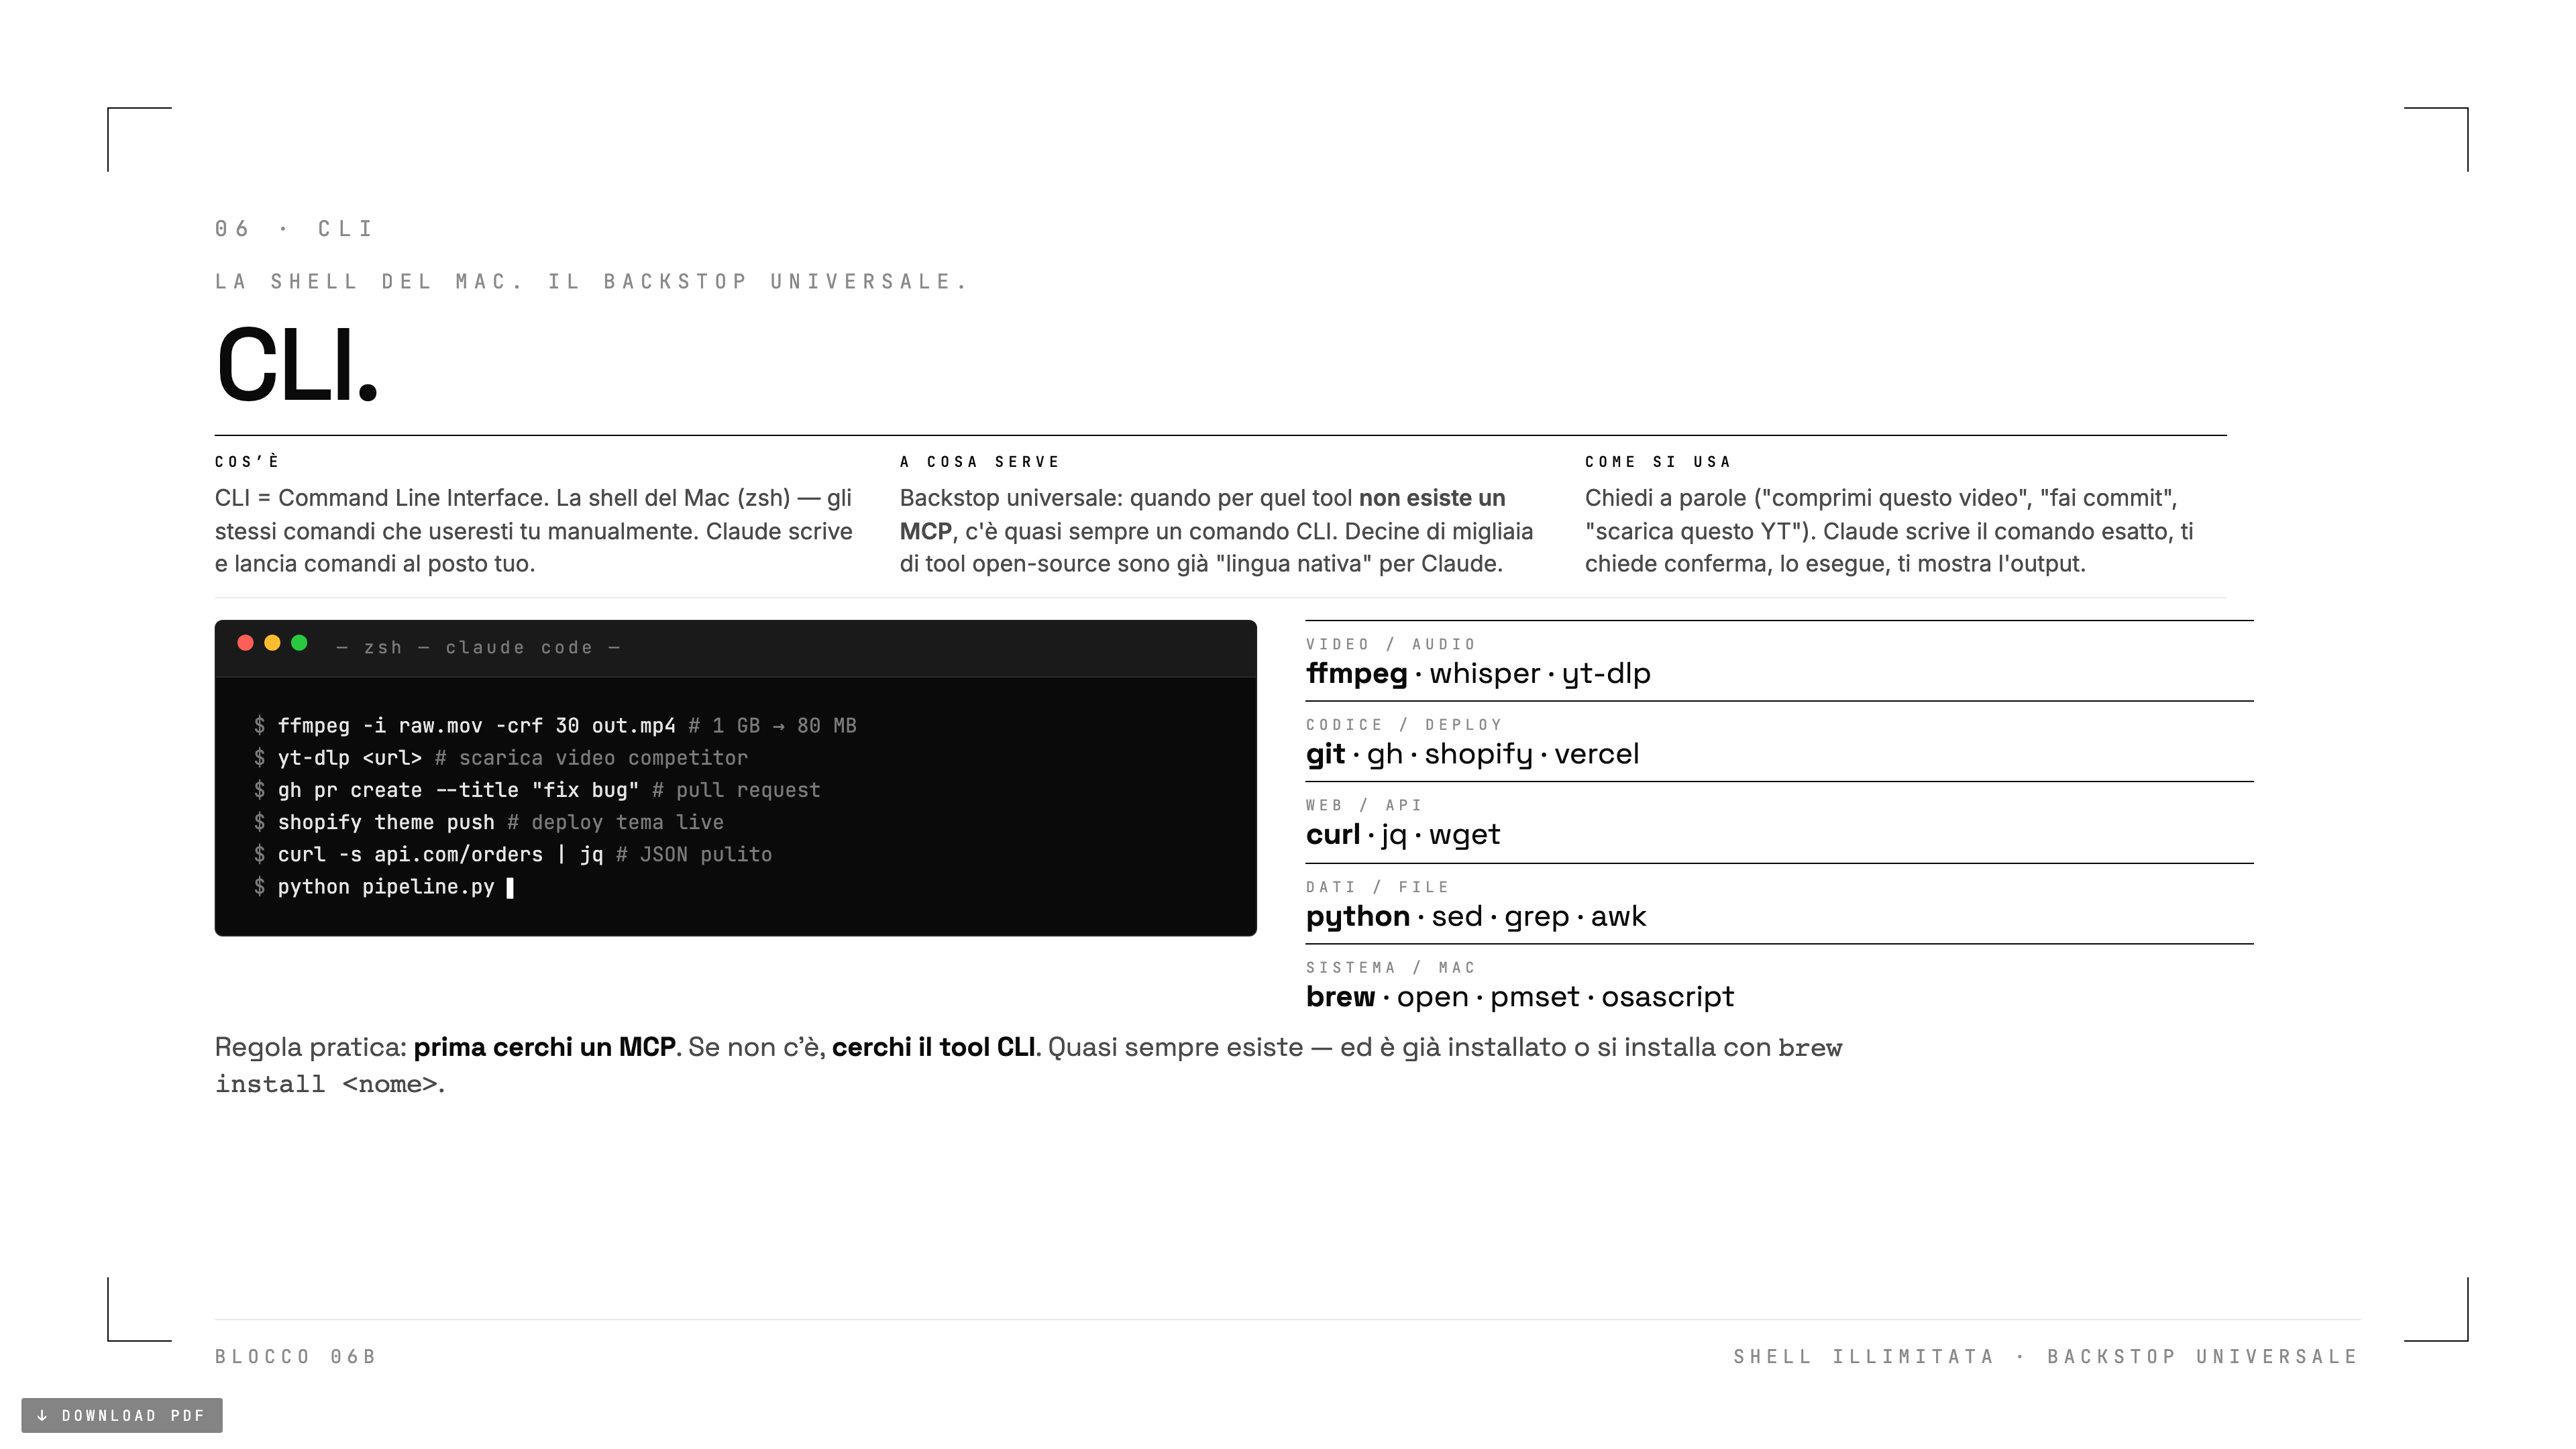 06 · CLI
LA SHELL DEL MAC. IL BACKSTOP UNIVERSALE.
CLI.
COS’È
CLI = Command Line Interface. La shell del Mac (zsh) — gli
stessi comandi che useresti tu manualmente. Claude scrive
e lancia comandi al posto tuo.
A COSA SERVE
Backstop universale: quando per quel tool non esiste un
MCP, c'è quasi sempre un comando CLI. Decine di migliaia
di tool open-source sono già "lingua nativa" per Claude.
COME SI USA
Chiedi a parole ("comprimi questo video", "fai commit",
"scarica questo YT"). Claude scrive il comando esatto, ti
chiede conferma, lo esegue, ti mostra l'output.
— zsh — claude code —
$ ffmpeg -i raw.mov -crf 30 out.mp4 # 1 GB → 80 MB
$ yt-dlp <url> # scarica video competitor
$ gh pr create --title "fix bug" # pull request
$ shopify theme push # deploy tema live
$ curl -s api.com/orders | jq # JSON pulito
$ python pipeline.py
VIDEO / AUDIO
ffmpeg · whisper · yt-dlp
CODICE / DEPLOY
git · gh · shopify · vercel
WEB / API
curl · jq · wget
DATI / FILE
python · sed · grep · awk
SISTEMA / MAC
brew · open · pmset · osascript
Regola pratica: prima cerchi un MCP. Se non c’è, cerchi il tool CLI. Quasi sempre esiste — ed è già installato o si installa con brew
install <nome>.
BLOCCO 06B
SHELL ILLIMITATA · BACKSTOP UNIVERSALE
↓ DOWNLOAD PDF